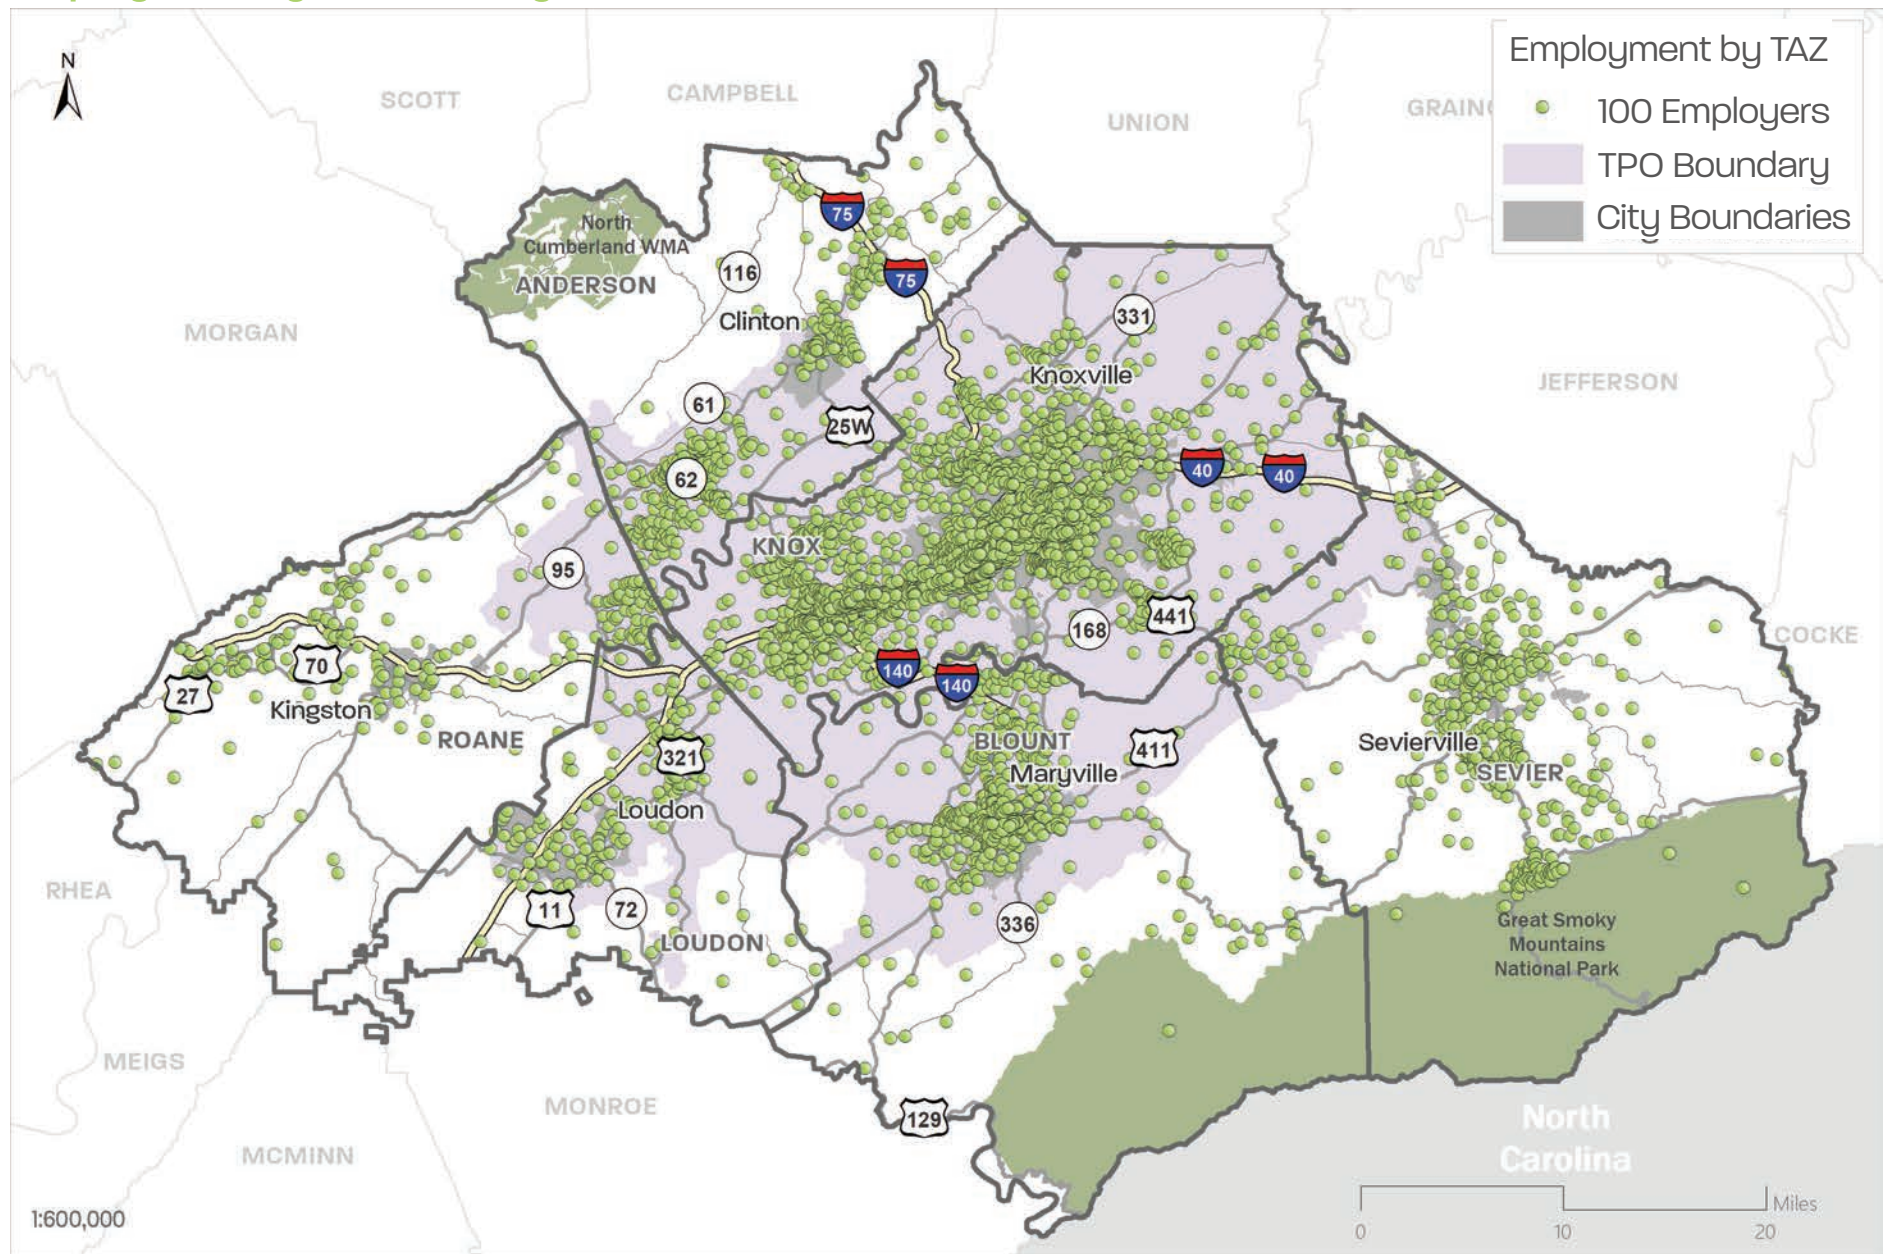 N
Employment by TAZ
100 Employers
TPO Boundary
City Boundaries
SCOTT
CAMPBELL
UNION
MORGAN
North
Cumberland WMA
ANDERSON
75
75
116
331
Clinton
Knoxville
JEFFERSON
61
25W
62
40
40
KNOX
95
441
168
COCKE
70
27
140
140
Kingston
ROANE
321
BLOUNT
411
Maryville
Sevierville
SEVIER
Loudon
RHEA
11
72
336
LOUDON
Great Smoky
Mountains
National Park
MEIGS
MONROE
129
North
Carolina
MCMINN
1:600,000
Miles
0
10
20